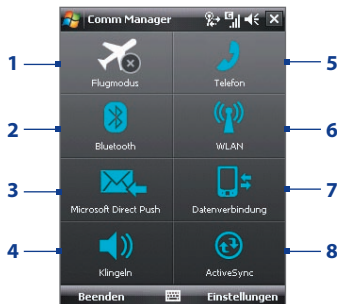 Comm Manager
1 Flugmodus
Telefon 5
2 Bluetooth
WLAN 6
3 Microsoft Direct Push
Datenverbindung 7
4 Klingeln
ActiveSync 8
Beenden Einstellungen